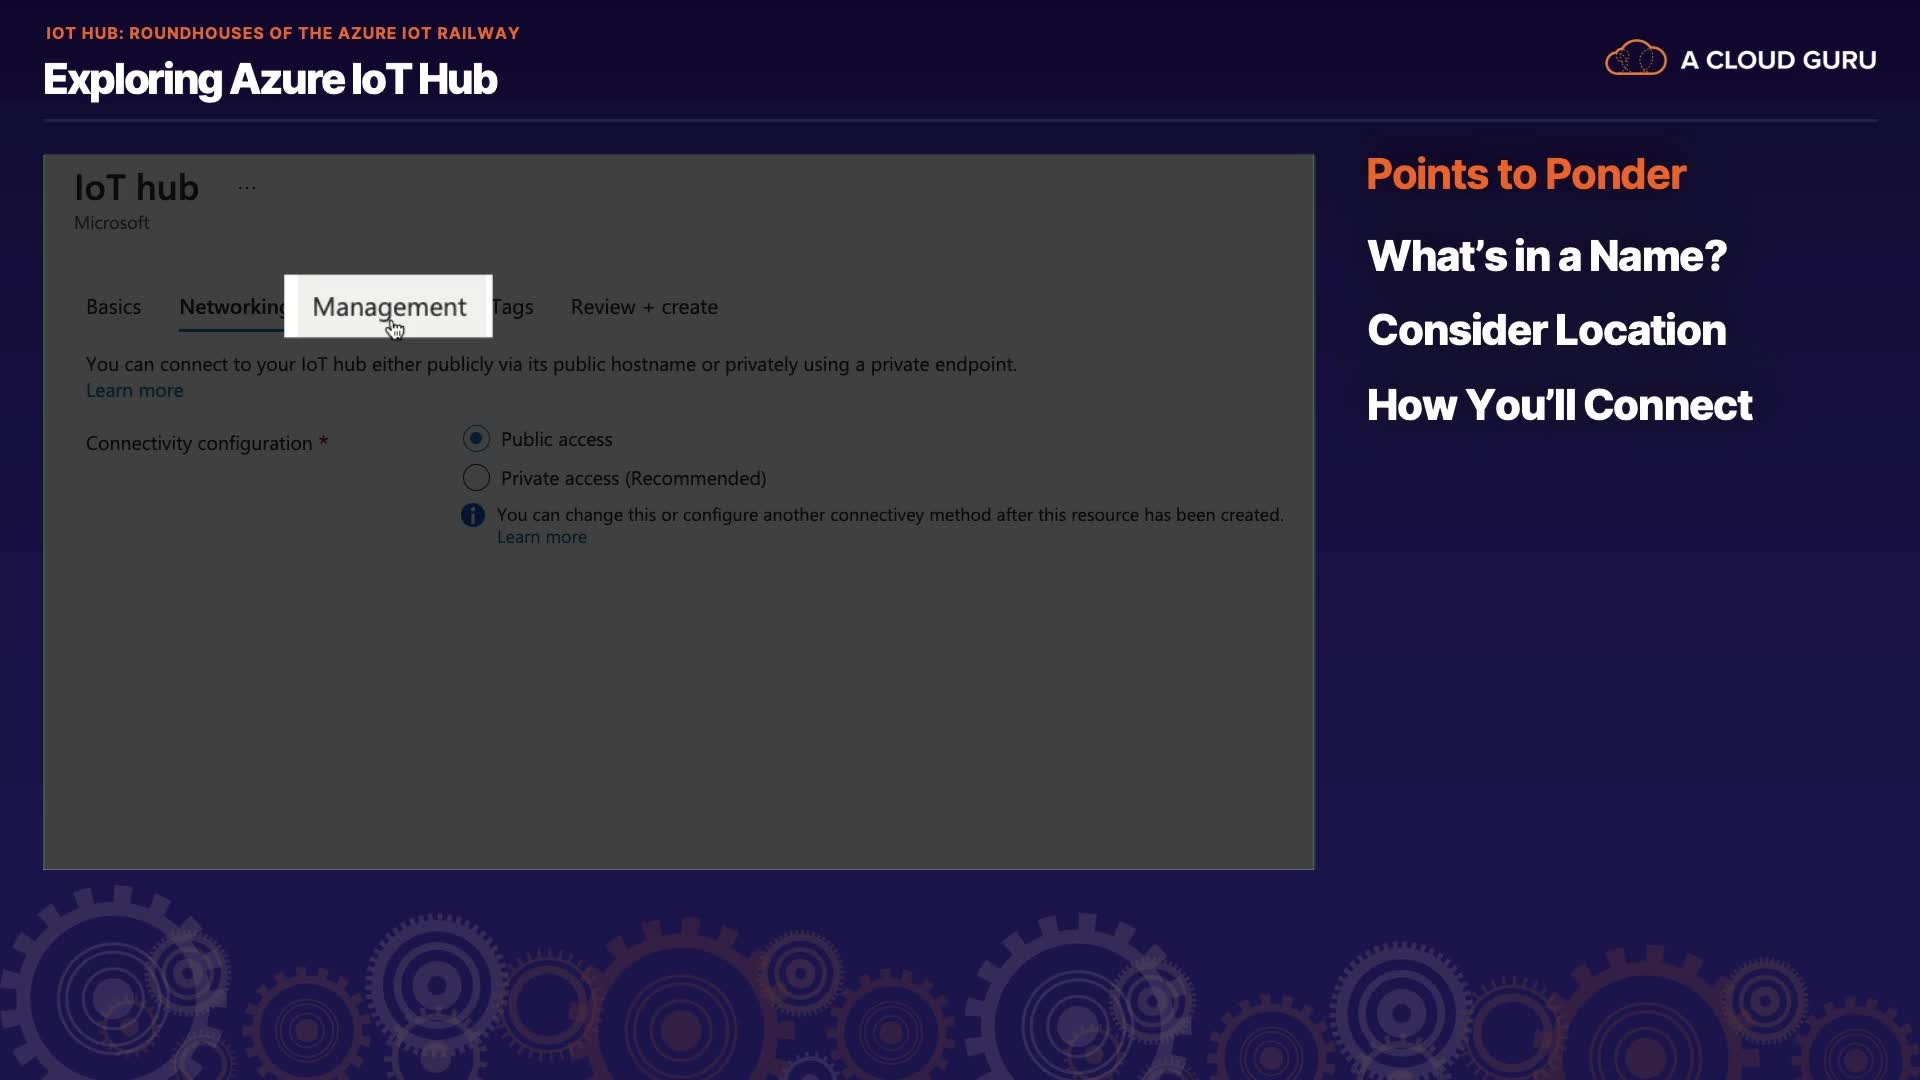 IOT HUB: ROUNDHOUSES OF THE AZURE IOT RAILWAY
Exploring Azure IoT Hub
A CLOUD GURU
IoT hub ...
Microsoft
Basics Networking Management Tags Review + create
You can connect to your IoT hub either publicly via its public hostname or privately using a private endpoint.
Learn more
Connectivity configuration *
Public access
Private access (Recommended)
You can change this or configure another connectivey method after this resource has been created.
Learn more
Points to Ponder
What's in a Name?
Consider Location
How You'll Connect